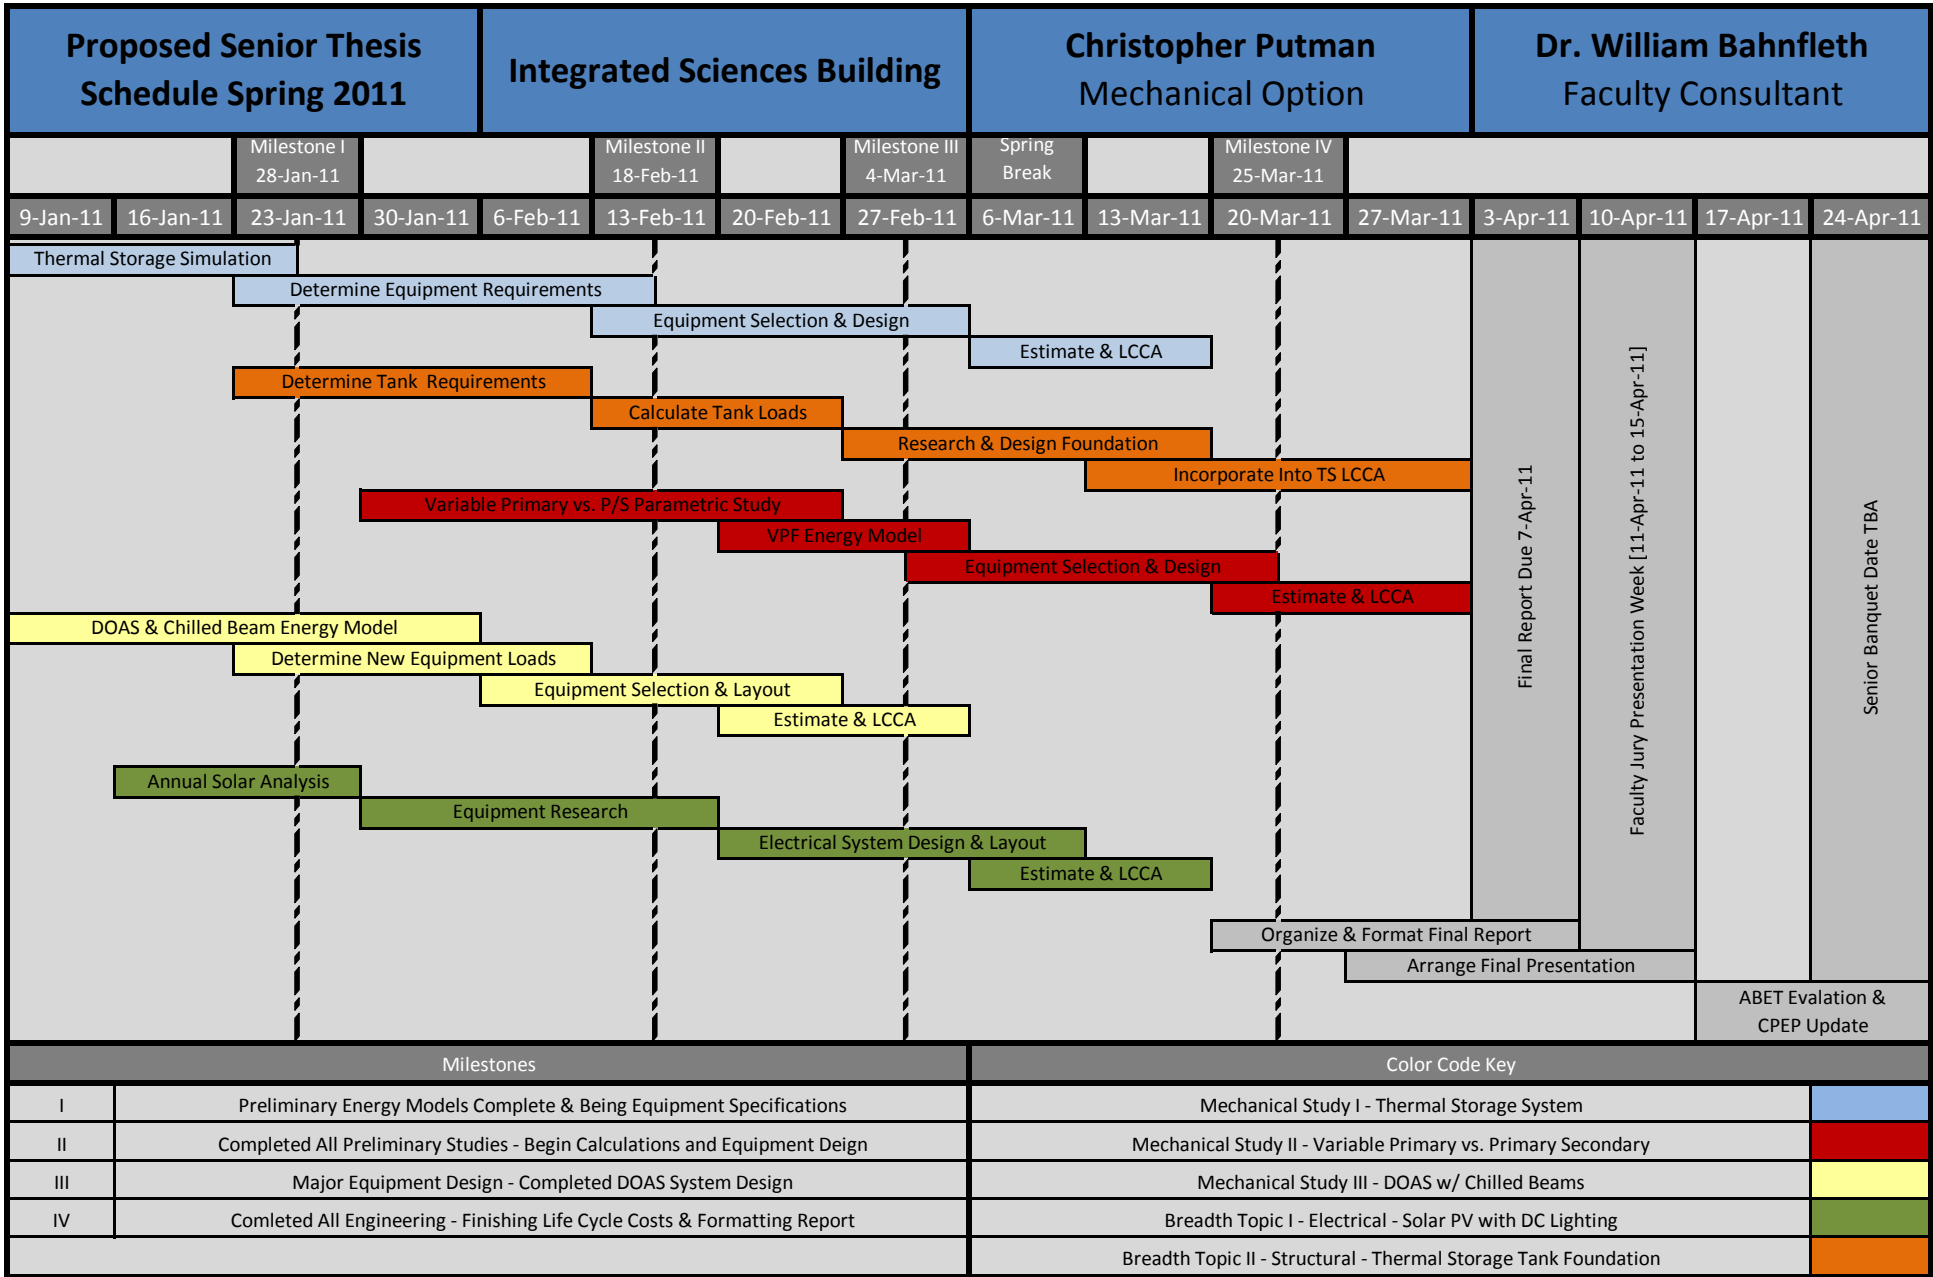 Proposed Senior Thesis
Schedule Spring 2011
Integrated Sciences Building
Christopher Putman
Mechanical Option
Dr. William Bahnfleth
Faculty Consultant
Milestone I
28-Jan-11
Milestone II
18-Feb-11
Milestone III
4-Mar-11
Spring
Break
Milestone IV
25-Mar-11
9-Jan-11 16-Jan-11 23-Jan-11 30-Jan-11 6-Feb-11 13-Feb-11 20-Feb-11 27-Feb-11 6-Mar-11 13-Mar-11 20-Mar-11 27-Mar-11 3-Apr-11 10-Apr-11 17-Apr-11 24-Apr-11
Thermal Storage Simulation
Determine Equipment Requirements
Equipment Selection & Design
Estimate & LCCA
Determine Tank Requirements
Calculate Tank Loads
Research & Design Foundation
Incorporate Into TS LCCA
Variable Primary vs. P/S Parametric Study
VPF Energy Model
Equipment Selection & Design
Estimate & LCCA
DOAS & Chilled Beam Energy Model
Determine New Equipment Loads
Equipment Selection & Layout
Estimate & LCCA
Annual Solar Analysis
Equipment Research
Electrical System Design & Layout
Estimate & LCCA
Final Report Due 7-Apr-11
Faculty Jury Presentation Week [11-Apr-11 to 15-Apr-11]
Senior Banquet Date TBA
Organize & Format Final Report
Arrange Final Presentation
ABET Evalation &
CPEP Update
Milestones
Color Code Key
I Preliminary Energy Models Complete & Being Equipment Specifications
Mechanical Study I - Thermal Storage System
II Completed All Preliminary Studies - Begin Calculations and Equipment Deign
Mechanical Study II - Variable Primary vs. Primary Secondary
III Major Equipment Design - Completed DOAS System Design
Mechanical Study III - DOAS w/ Chilled Beams
IV Comleted All Engineering - Finishing Life Cycle Costs & Formatting Report
Breadth Topic I - Electrical - Solar PV with DC Lighting
Breadth Topic II - Structural - Thermal Storage Tank Foundation